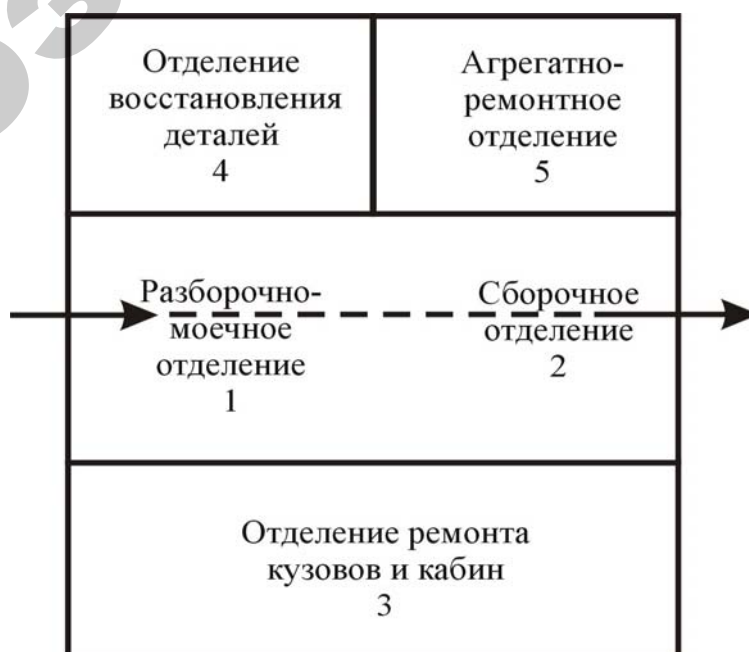 Отделение
восстановления
деталей
4
Агрегатно-
ремонтное
отделение
5
Разборочно-
моечное
отделение
1
Сборочное
отделение
2
Отделение ремонта
кузовов и кабин
3